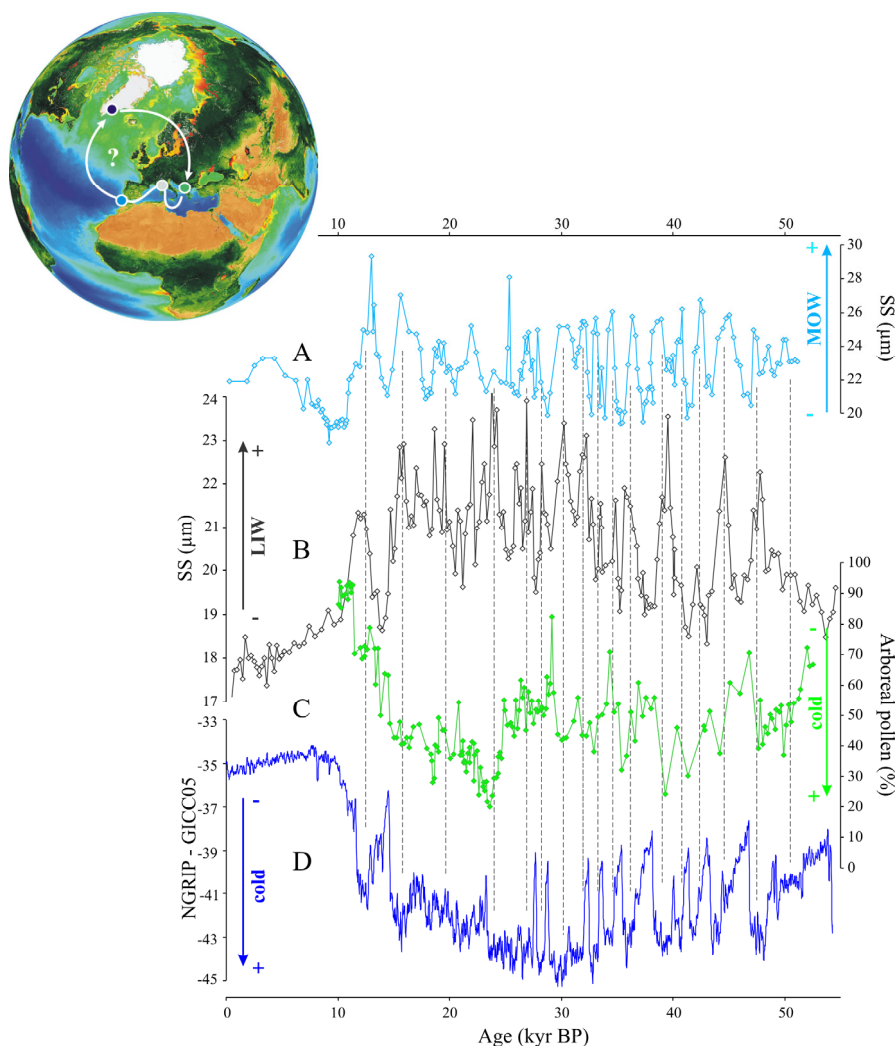 ?
10 20 30 40 50
A
30
28
26
24
22
20
SS (µm)
+
MOW
-
24
23
22
21
20
19
18
17
SS (µm)
+
LIW
-
B
100
90
80
70
60
50
40
30
20
10
0
Arboreal pollen (%)
-
cold
+
C
-33
-35
-37
-39
-41
-43
-45
NGRIP - GICC05
-
cold
+
D
0 10 20 30 40 50
Age (kyr BP)